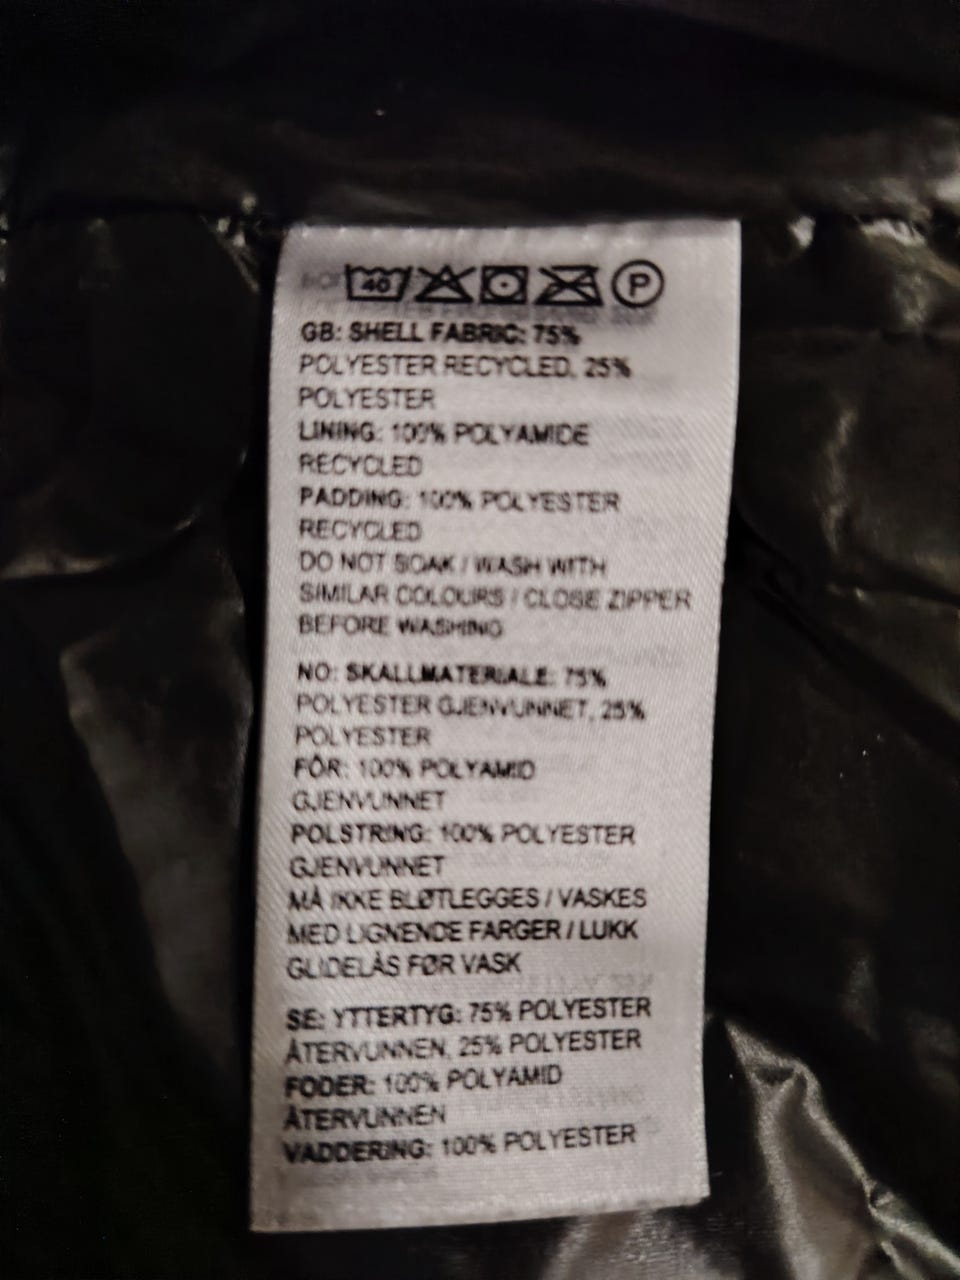 40 P
GB: SHELL FABRIC: 75%
POLYESTER RECYCLED, 25%
POLYESTER
LINING: 100% POLYAMIDE
RECYCLED
PADDING: 100% POLYESTER
RECYCLED
DO NOT SOAK / WASH WITH
SIMILAR COLOURS / CLOSE ZIPPER
BEFORE WASHING
NO: SKALLMATERIALE: 75%
POLYESTER GJENVUNNET, 25%
POLYESTER
FÔR: 100% POLYAMID
GJENVUNNET
POLSTRING: 100% POLYESTER
GJENVUNNET
MÅ IKKE BLØTLEGGES / VASKES
MED LIGNENDE FARGER / LUKK
GLIDELÅS FØR VASK
SE: YTTERTYG: 75% POLYESTER
ÅTERVUNNEN, 25% POLYESTER
FODER: 100% POLYAMID
ÅTERVUNNEN
VADDERING: 100% POLYESTER